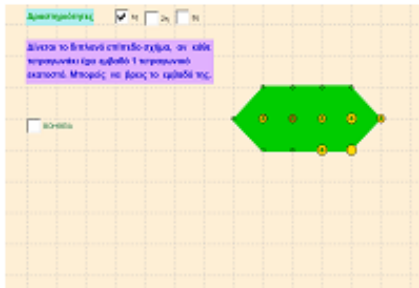 Δραστηριότητες 1η 2η 3η
Δίνεται το διπλανό επίπεδο σχήμα, αν κάθε
τετραγωνάκι έχει εμβαδό 1 τετραγωνικό
εκατοστό. Μπορείς να βρεις το εμβαδό της,
ΒΟΗΘΕΙΑ